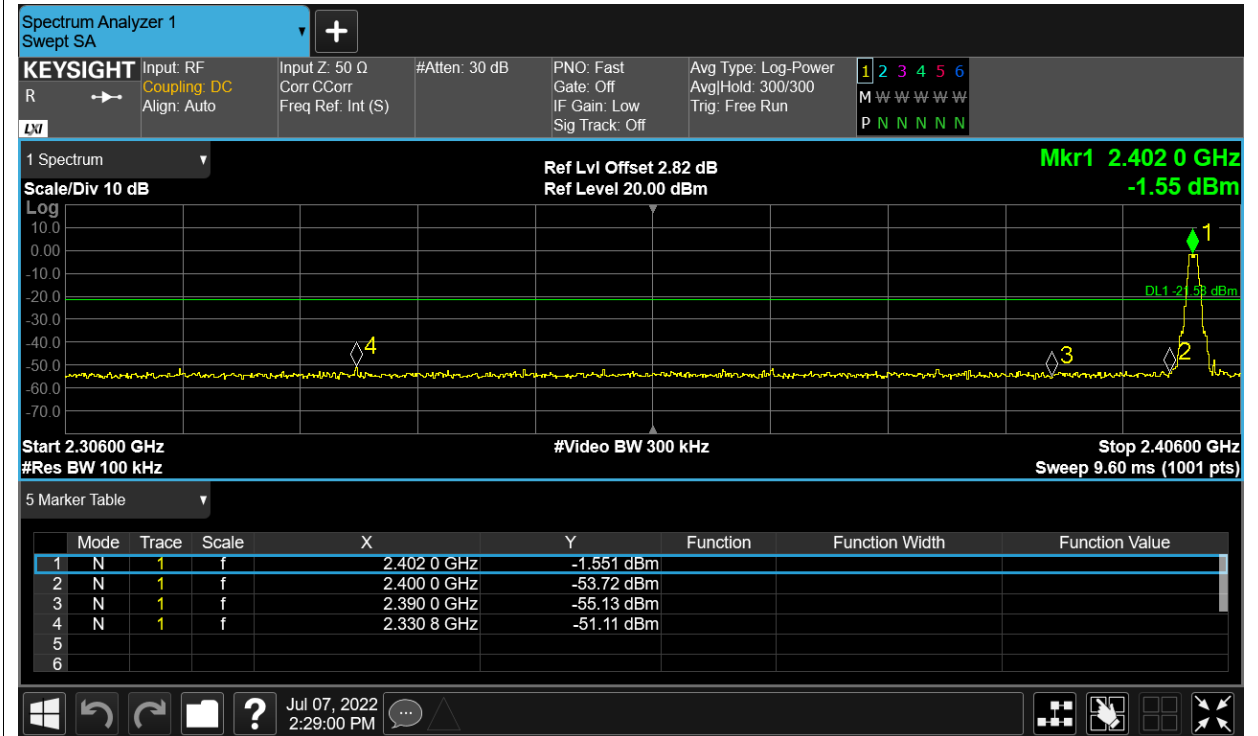 Spectrum Analyzer 1
Swept SA
+
KEYSIGHT
R
LXI
Input: RF
Coupling: DC
Align: Auto
Input Z: 50 Ω
Corr CCorr
Freq Ref: Int (S)
#Atten: 30 dB
PNO: Fast
Gate: Off
IF Gain: Low
Sig Track: Off
Avg Type: Log-Power
Avg|Hold: 300/300
Trig: Free Run
1 2 3 4 5 6
M W W W W W
P N N N N N
1 Spectrum
Scale/Div 10 dB
Ref Lvl Offset 2.82 dB
Ref Level 20.00 dBm
Mkr1 2.402 0 GHz
-1.55 dBm
Log
10.0
0.00
-10.0
-20.0
-30.0
-40.0
-50.0
-60.0
-70.0
1
DL1 -21.53 dBm
4
3
2
Start 2.30600 GHz
#Res BW 100 kHz
#Video BW 300 kHz
Stop 2.40600 GHz
Sweep 9.60 ms (1001 pts)
5 Marker Table
Mode Trace Scale X Y Function Function Width Function Value
1 N 1 f 2.402 0 GHz -1.551 dBm
2 N 1 f 2.400 0 GHz -53.72 dBm
3 N 1 f 2.390 0 GHz -55.13 dBm
4 N 1 f 2.330 8 GHz -51.11 dBm
5
6
?
Jul 07, 2022
2:29:00 PM